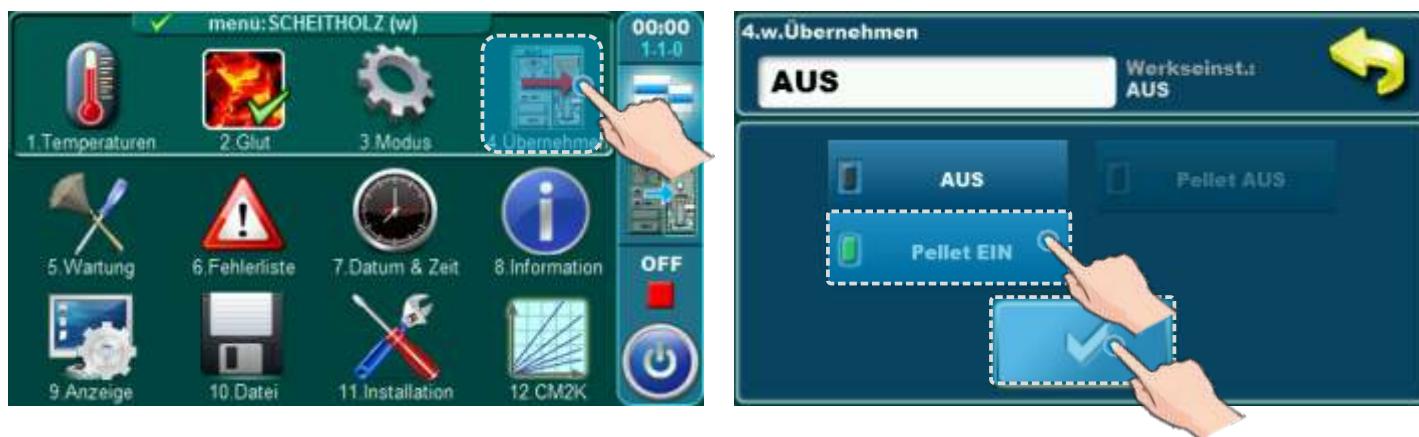 menu: SCHEITHOLZ (w)
00:00
1-1-0
1.Temperaturen
2.Glut
3.Modus
4.Übernehmen
5.Wartung
6.Fehlerliste
7.Datum & Zeit
8.Information
OFF
9.Anzeige
10.Datei
11.Installation
12.CM2K
4.w.Übernehmen
AUS
Werkseinst.:
AUS
AUS
Pellet AUS
Pellet EIN